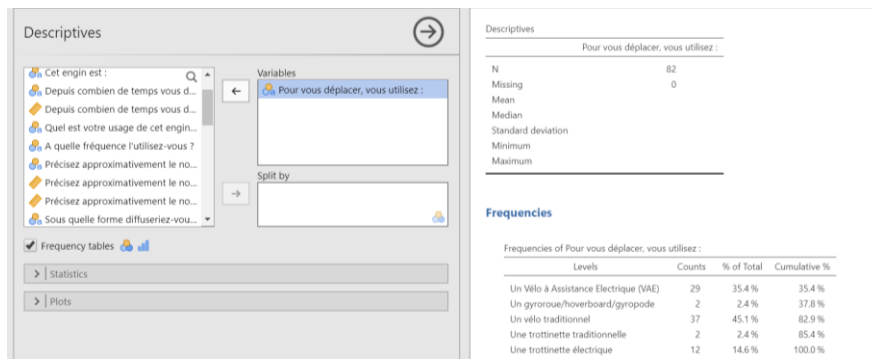 Descriptives
Cet engin est :
Depuis combien de temps vous d...
Depuis combien de temps vous d...
Quel est votre usage de cet engin...
A quelle fréquence l'utilisez-vous ?
Précisez approximativement le no...
Précisez approximativement le no...
Précisez approximativement le no...
Sous quelle forme diffuseriez-vou...
Variables
Pour vous déplacer, vous utilisez :
Split by
Frequency tables
Statistics
Plots
Descriptives
Pour vous déplacer, vous utilisez :
N 82
Missing 0
Mean
Median
Standard deviation
Minimum
Maximum
Frequencies
Frequencies of Pour vous déplacer, vous utilisez :
Levels Counts % of Total Cumulative %
Un Vélo à Assistance Electrique (VAE) 29 35.4 % 35.4 %
Un gyroroue/hoverboard/gyropode 2 2.4 % 37.8 %
Un vélo traditionnel 37 45.1 % 82.9 %
Une trottinette traditionnelle 2 2.4 % 85.4 %
Une trottinette électrique 12 14.6 % 100.0 %